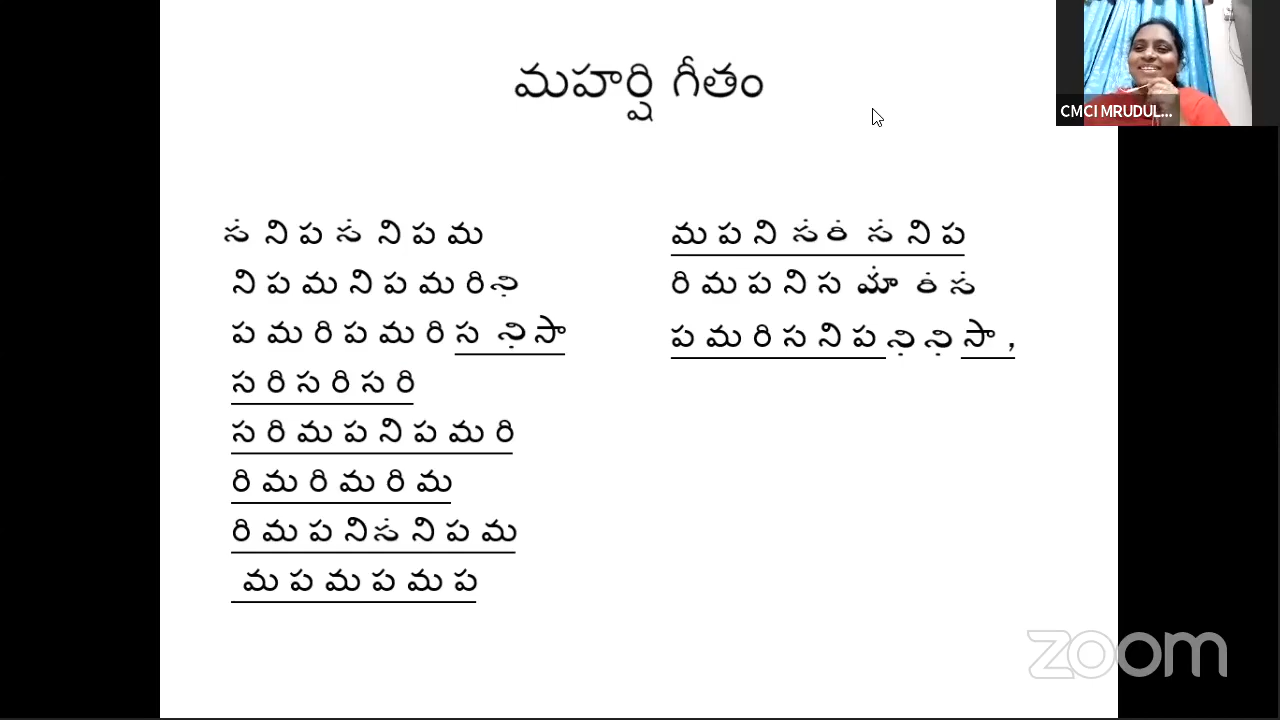 మహర్షి గీతం
CMCI MRUDUL...
స̇ ని ప స̇ ని ప మ
ని ప మ ని ప మ రి ని̣
ప మ రి ప మ రి స ని̣ సా
స రి స రి స రి
స రి మ ప ని ప మ రి
రి మ రి మ రి మ
రి మ ప ని స̇ ని ప మ
మ ప మ ప మ ప
మ ప ని స̇ రి̇ స̇ ని ప
రి మ ప ని స మా̇ రి̇ స̇
ప మ రి స ని ప ని̣ ని̣ సా ,
zoom